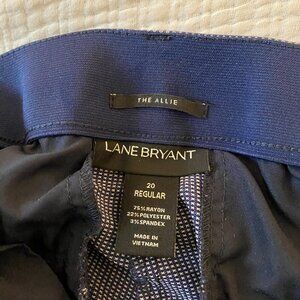 THE ALLIE
LANE BRYANT
20
REGULAR
75% RAYON
22% POLYESTER
3% SPANDEX
MADE IN
VIETNAM